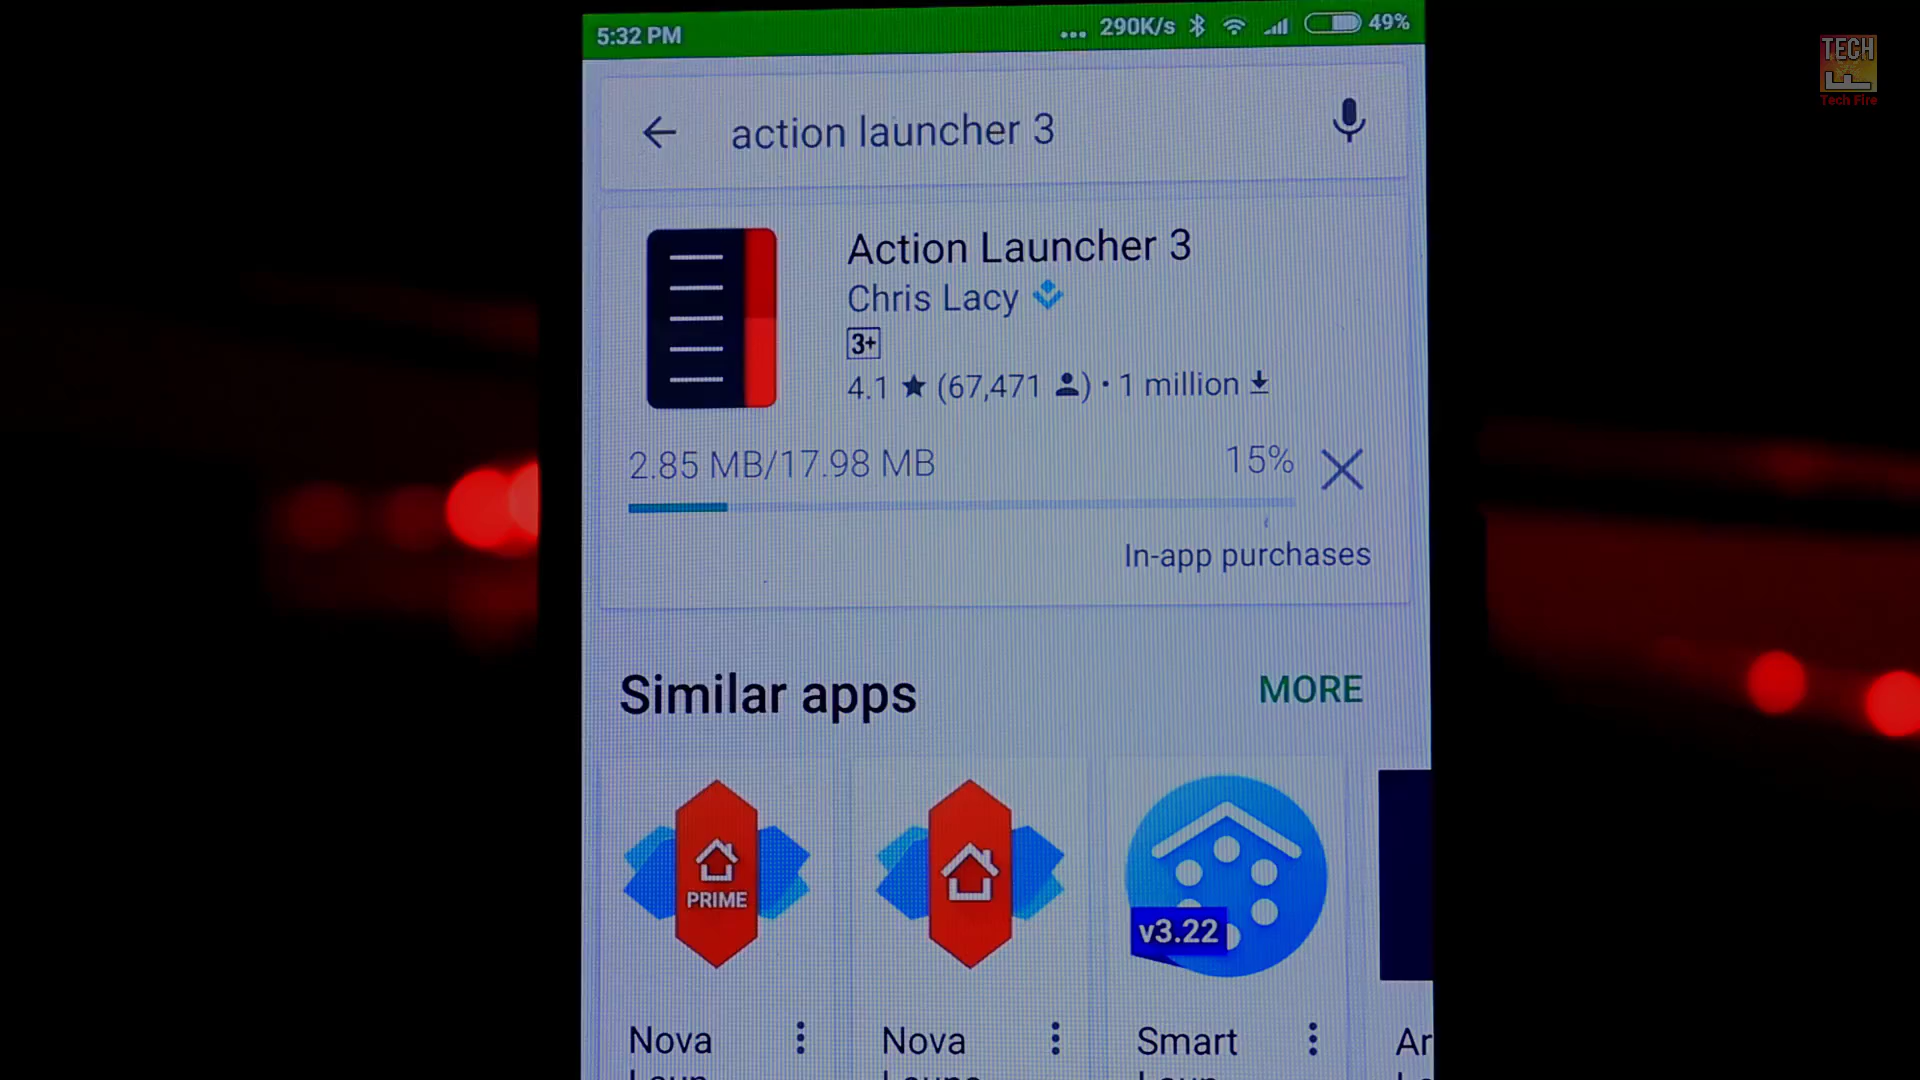 5:32 PM
... 290K/s 49%
TECH
Tech Fire
action launcher 3
Action Launcher 3
Chris Lacy
3+
4.1 ★ (67,471 ) • 1 million
2.85 MB/17.98 MB 15%
In-app purchases
Similar apps MORE
PRIME
v3.22
Nova Nova Smart Ar